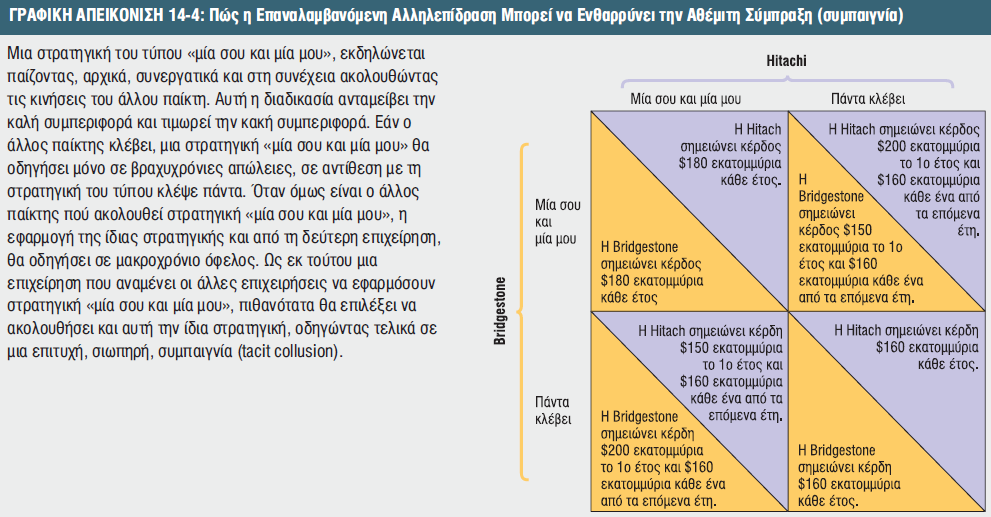 ΓΡΑΦΙΚΗ ΑΠΕΙΚΟΝΙΣΗ 14-4: Πώς η Επαναλαμβανόμενη Αλληλεπίδραση Μπορεί να Ενθαρρύνει την Αθέμιτη Σύμπραξη (συμπαιγνία)
Μια στρατηγική του τύπου «μία σου και μία μου», εκδηλώνεται
παίζοντας, αρχικά, συνεργατικά και στη συνέχεια ακολουθώντας
τις κινήσεις του άλλου παίκτη. Αυτή η διαδικασία ανταμείβει την
καλή συμπεριφορά και τιμωρεί την κακή συμπεριφορά. Εάν ο
άλλος παίκτης κλέβει, μια στρατηγική «μία σου και μία μου» θα
οδηγήσει μόνο σε βραχυχρόνιες απώλειες, σε αντίθεση με τη
στρατηγική του τύπου κλέψε πάντα. Όταν όμως είναι ο άλλος
παίκτης πού ακολουθεί στρατηγική «μία σου και μία μου», η
εφαρμογή της ίδιας στρατηγικής και από τη δεύτερη επιχείρηση,
θα οδηγήσει σε μακροχρόνιο όφελος. Ως εκ τούτου μια
επιχείρηση που αναμένει οι άλλες επιχειρήσεις να εφαρμόσουν
στρατηγική «μία σου και μία μου», πιθανότατα θα επιλέξει να
ακολουθήσει και αυτή την ίδια στρατηγική, οδηγώντας τελικά σε
μια επιτυχή, σιωπηρή, συμπαιγνία (tacit collusion).
Hitachi
Μία σου και μία μου
Πάντα κλέβει
Bridgestone
Μία σου
και
μία μου
Η Hitach
σημειώνει κέρδος
$180 εκατομμύρια
κάθε έτος.
Η Bridgestone
σημειώνει κέρδος
$180 εκατομμύρια
κάθε έτος
Η Hitach σημειώνει κέρδος
$200 εκατομμύρια
το 1ο έτος και
$160 εκατομμύρια
κάθε ένα από
τα επόμενα
έτη.
Η
Bridgestone
σημειώνει
κέρδος $150
εκατομμύρια το 1ο
έτος και $160
εκατομμύρια κάθε ένα
από τα επόμενα έτη.
Πάντα
κλέβει
Η Hitach σημειώνει κέρδη
$150 εκατομμύρια
το 1ο έτος και
$160 εκατομμύρια
κάθε ένα από τα
επόμενα έτη.
Η Bridgestone
σημειώνει κέρδη
$200 εκατομμύρια
το 1ο έτος και $160
εκατομμύρια κάθε ένα
από τα επόμενα έτη.
Η Hitach σημειώνει κέρδη
$160 εκατομμύρια
κάθε έτος.
Η Bridgestone
σημειώνει κέρδη
$160 εκατομμύρια
κάθε έτος.